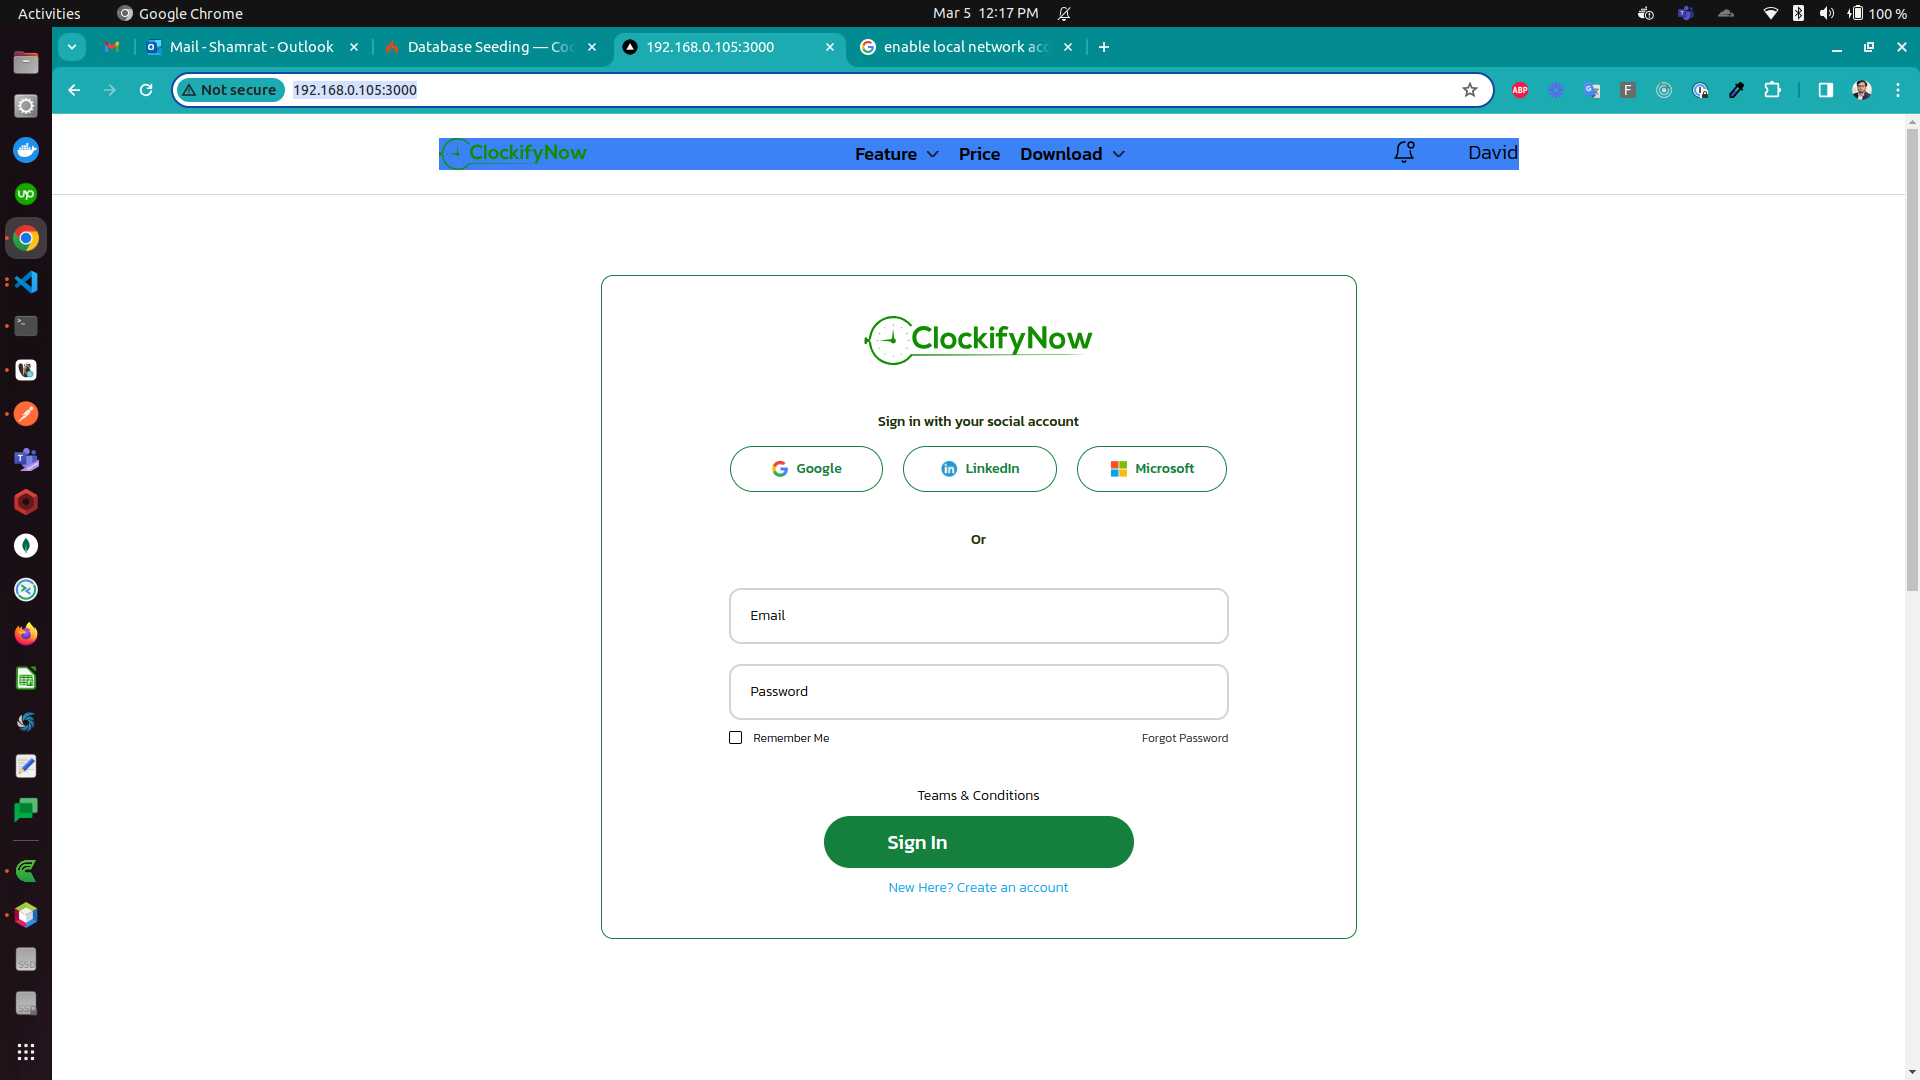 Activities Google Chrome Mar 5 12:17 PM 100 %
Mail - Shamrat - Outlook Database Seeding — Co 192.168.0.105:3000 enable local network acc
Not secure 192.168.0.105:3000 ABP F
ClockifyNow Feature Price Download David
ClockifyNow
Sign in with your social account
Google LinkedIn Microsoft
Or
Email
Password
Remember Me Forgot Password
Teams & Conditions
Sign In
New Here? Create an account